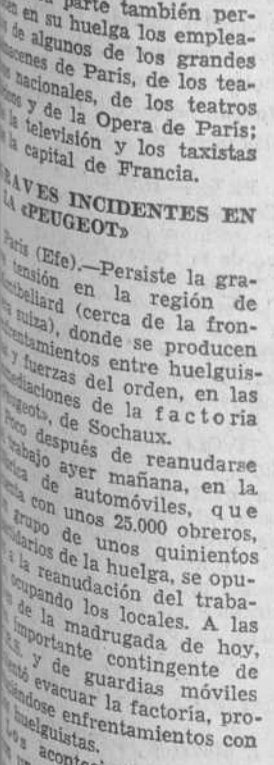 parte también per-
en su huelga los emplea-
de algunos de los grandes
de París, de los tea-
nacionales, de los teatros
y de la Opera de París;
la televisión y los taxistas
la capital de Francia.
GRAVES INCIDENTES EN
LA «PEUGEOT»
París (Efe).—Persiste la gra-
tensión en la región de
(cerca de la fron-
suiza), donde se producen
enfrentamientos entre huelguis-
y fuerzas del orden, en las
inmediaciones de la factoría
«Peugeot», de Sochaux.
Poco después de reanudarse
trabajo ayer mañana, en la
de automóviles, que
con unos 25.000 obreros,
grupo de unos quinientos
de la huelga, se opu-
a la reanudación del traba-
ocupando los locales. A las
de la madrugada de hoy,
importante contingente de
y de guardias móviles
evacuar la factoría, pro-
enfrentamientos con
huelguistas.
Los